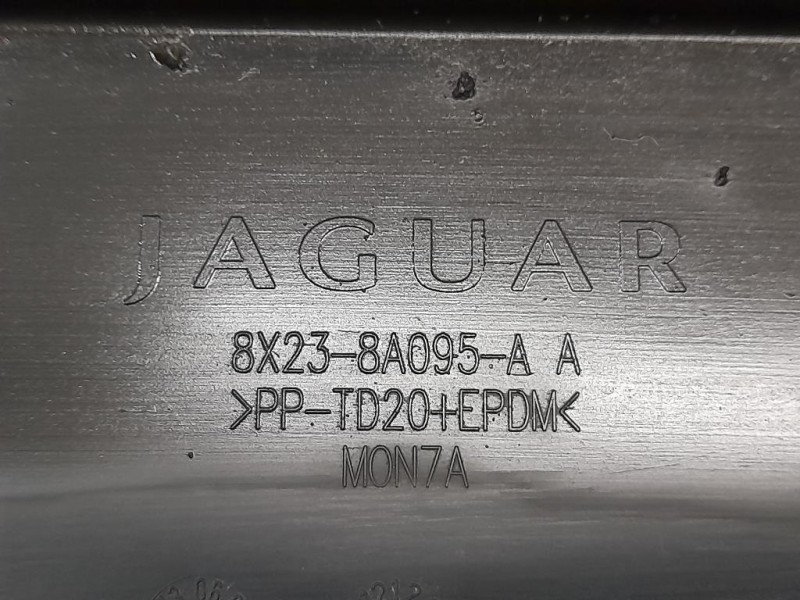 JAGUAR
8X23-8A095-A A
>PP-TD20+EPDM<
MON7A